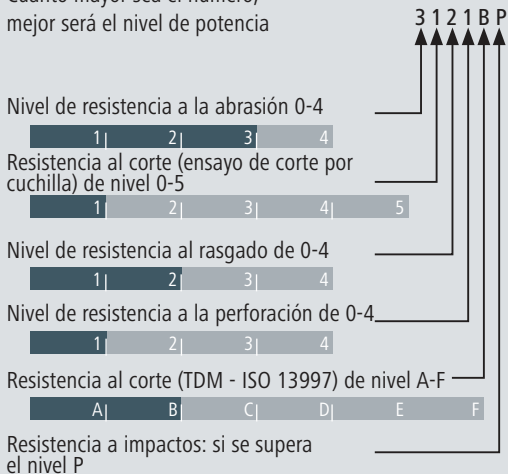 Cuanto mayor sea el número,
mejor será el nivel de potencia
3 1 2 1 B P
Nivel de resistencia a la abrasión 0-4
1 2 3 4
Resistencia al corte (ensayo de corte por
cuchilla) de nivel 0-5
1 2 3 4 5
Nivel de resistencia al rasgado de 0-4
1 2 3 4
Nivel de resistencia a la perforación de 0-4
1 2 3 4
Resistencia al corte (TDM - ISO 13997) de nivel A-F
A B C D E F
Resistencia a impactos: si se supera
el nivel P